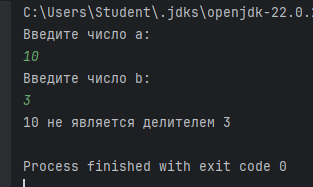 C:\Users\Student\.jdks\openjdk-22.0.
Введите число a:
10
Введите число b:
3
10 не является делителем 3
Process finished with exit code 0